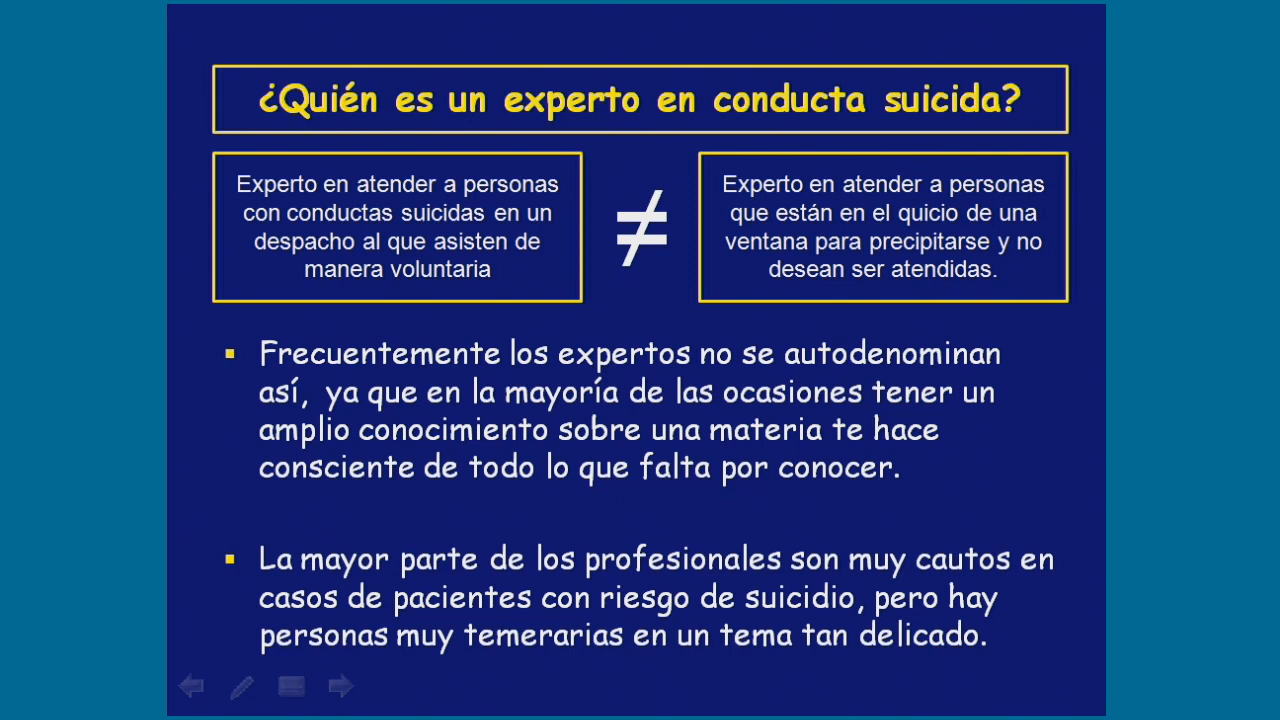 ¿Quién es un experto en conducta suicida?
Experto en atender a personas
con conductas suicidas en un
despacho al que asisten de
manera voluntaria
≠
Experto en atender a personas
que están en el quicio de una
ventana para precipitarse y no
desean ser atendidas.
▪ Frecuentemente los expertos no se autodenominan
así, ya que en la mayoría de las ocasiones tener un
amplio conocimiento sobre una materia te hace
consciente de todo lo que falta por conocer.
▪ La mayor parte de los profesionales son muy cautos en
casos de pacientes con riesgo de suicidio, pero hay
personas muy temerarias en un tema tan delicado.